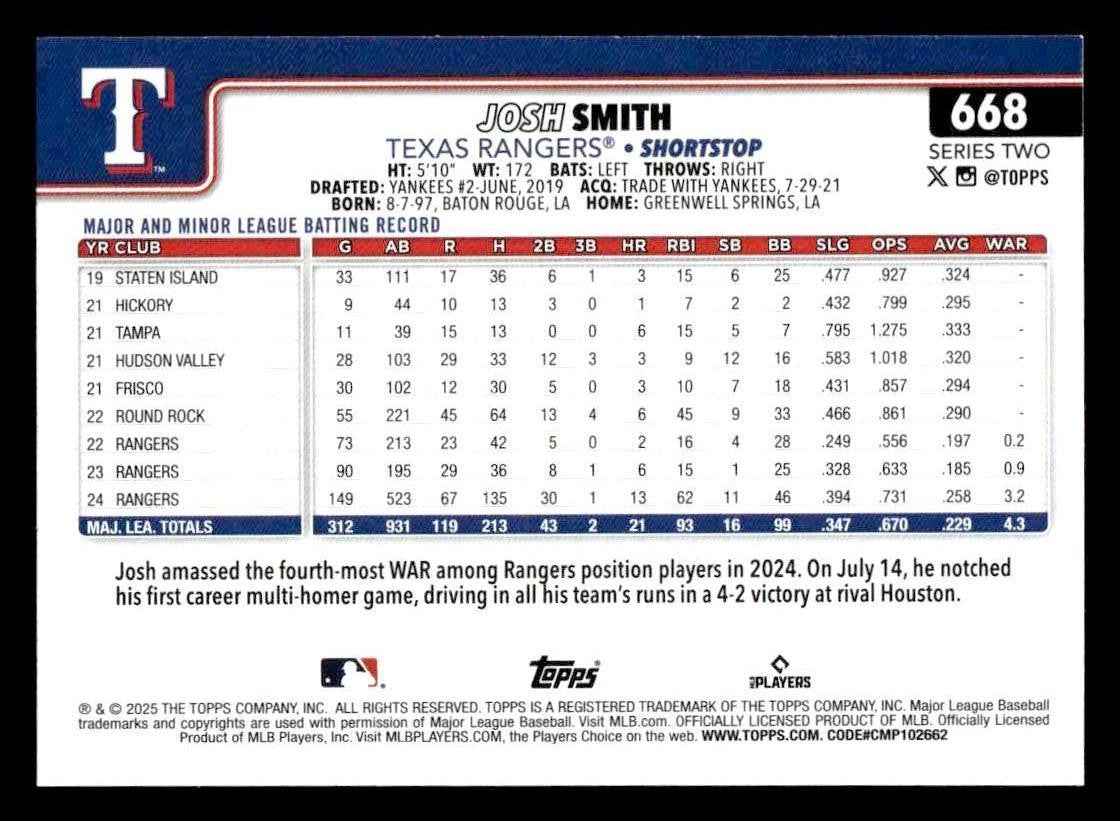 T
TM
JOSH SMITH
668
TEXAS RANGERS® • SHORTSTOP
SERIES TWO
HT: 5'10" WT: 172 BATS: LEFT THROWS: RIGHT
X @TOPPS
DRAFTED: YANKEES #2-JUNE, 2019 ACQ: TRADE WITH YANKEES, 7-29-21
BORN: 8-7-97, BATON ROUGE, LA HOME: GREENWELL SPRINGS, LA
MAJOR AND MINOR LEAGUE BATTING RECORD
YR CLUB G AB R H 2B 3B HR RBI SB BB SLG OPS AVG WAR
19 STATEN ISLAND 33 111 17 36 6 1 3 15 6 25 .477 .927 .324 -
21 HICKORY 9 44 10 13 3 0 1 7 2 2 .432 .799 .295 -
21 TAMPA 11 39 15 13 0 0 6 15 5 7 .795 1.275 .333 -
21 HUDSON VALLEY 28 103 29 33 12 3 3 9 12 16 .583 1.018 .320 -
21 FRISCO 30 102 12 30 5 0 3 10 7 18 .431 .857 .294 -
22 ROUND ROCK 55 221 45 64 13 4 6 45 9 33 .466 .861 .290 -
22 RANGERS 73 213 23 42 5 0 2 16 4 28 .249 .556 .197 0.2
23 RANGERS 90 195 29 36 8 1 6 15 1 25 .328 .633 .185 0.9
24 RANGERS 149 523 67 135 30 1 13 62 11 46 .394 .731 .258 3.2
MAJ. LEA. TOTALS 312 931 119 213 43 2 21 93 16 99 .347 .670 .229 4.3
Josh amassed the fourth-most WAR among Rangers position players in 2024. On July 14, he notched
his first career multi-homer game, driving in all his team's runs in a 4-2 victory at rival Houston.
Topps®
MLB PLAYERS
® & © 2025 THE TOPPS COMPANY, INC. ALL RIGHTS RESERVED. TOPPS IS A REGISTERED TRADEMARK OF THE TOPPS COMPANY, INC. Major League Baseball
trademarks and copyrights are used with permission of Major League Baseball. Visit MLB.com. OFFICIALLY LICENSED PRODUCT OF MLB. Officially Licensed
Product of MLB Players, Inc. Visit MLBPLAYERS.COM, the Players Choice on the web. WWW.TOPPS.COM. CODE#CMP102662